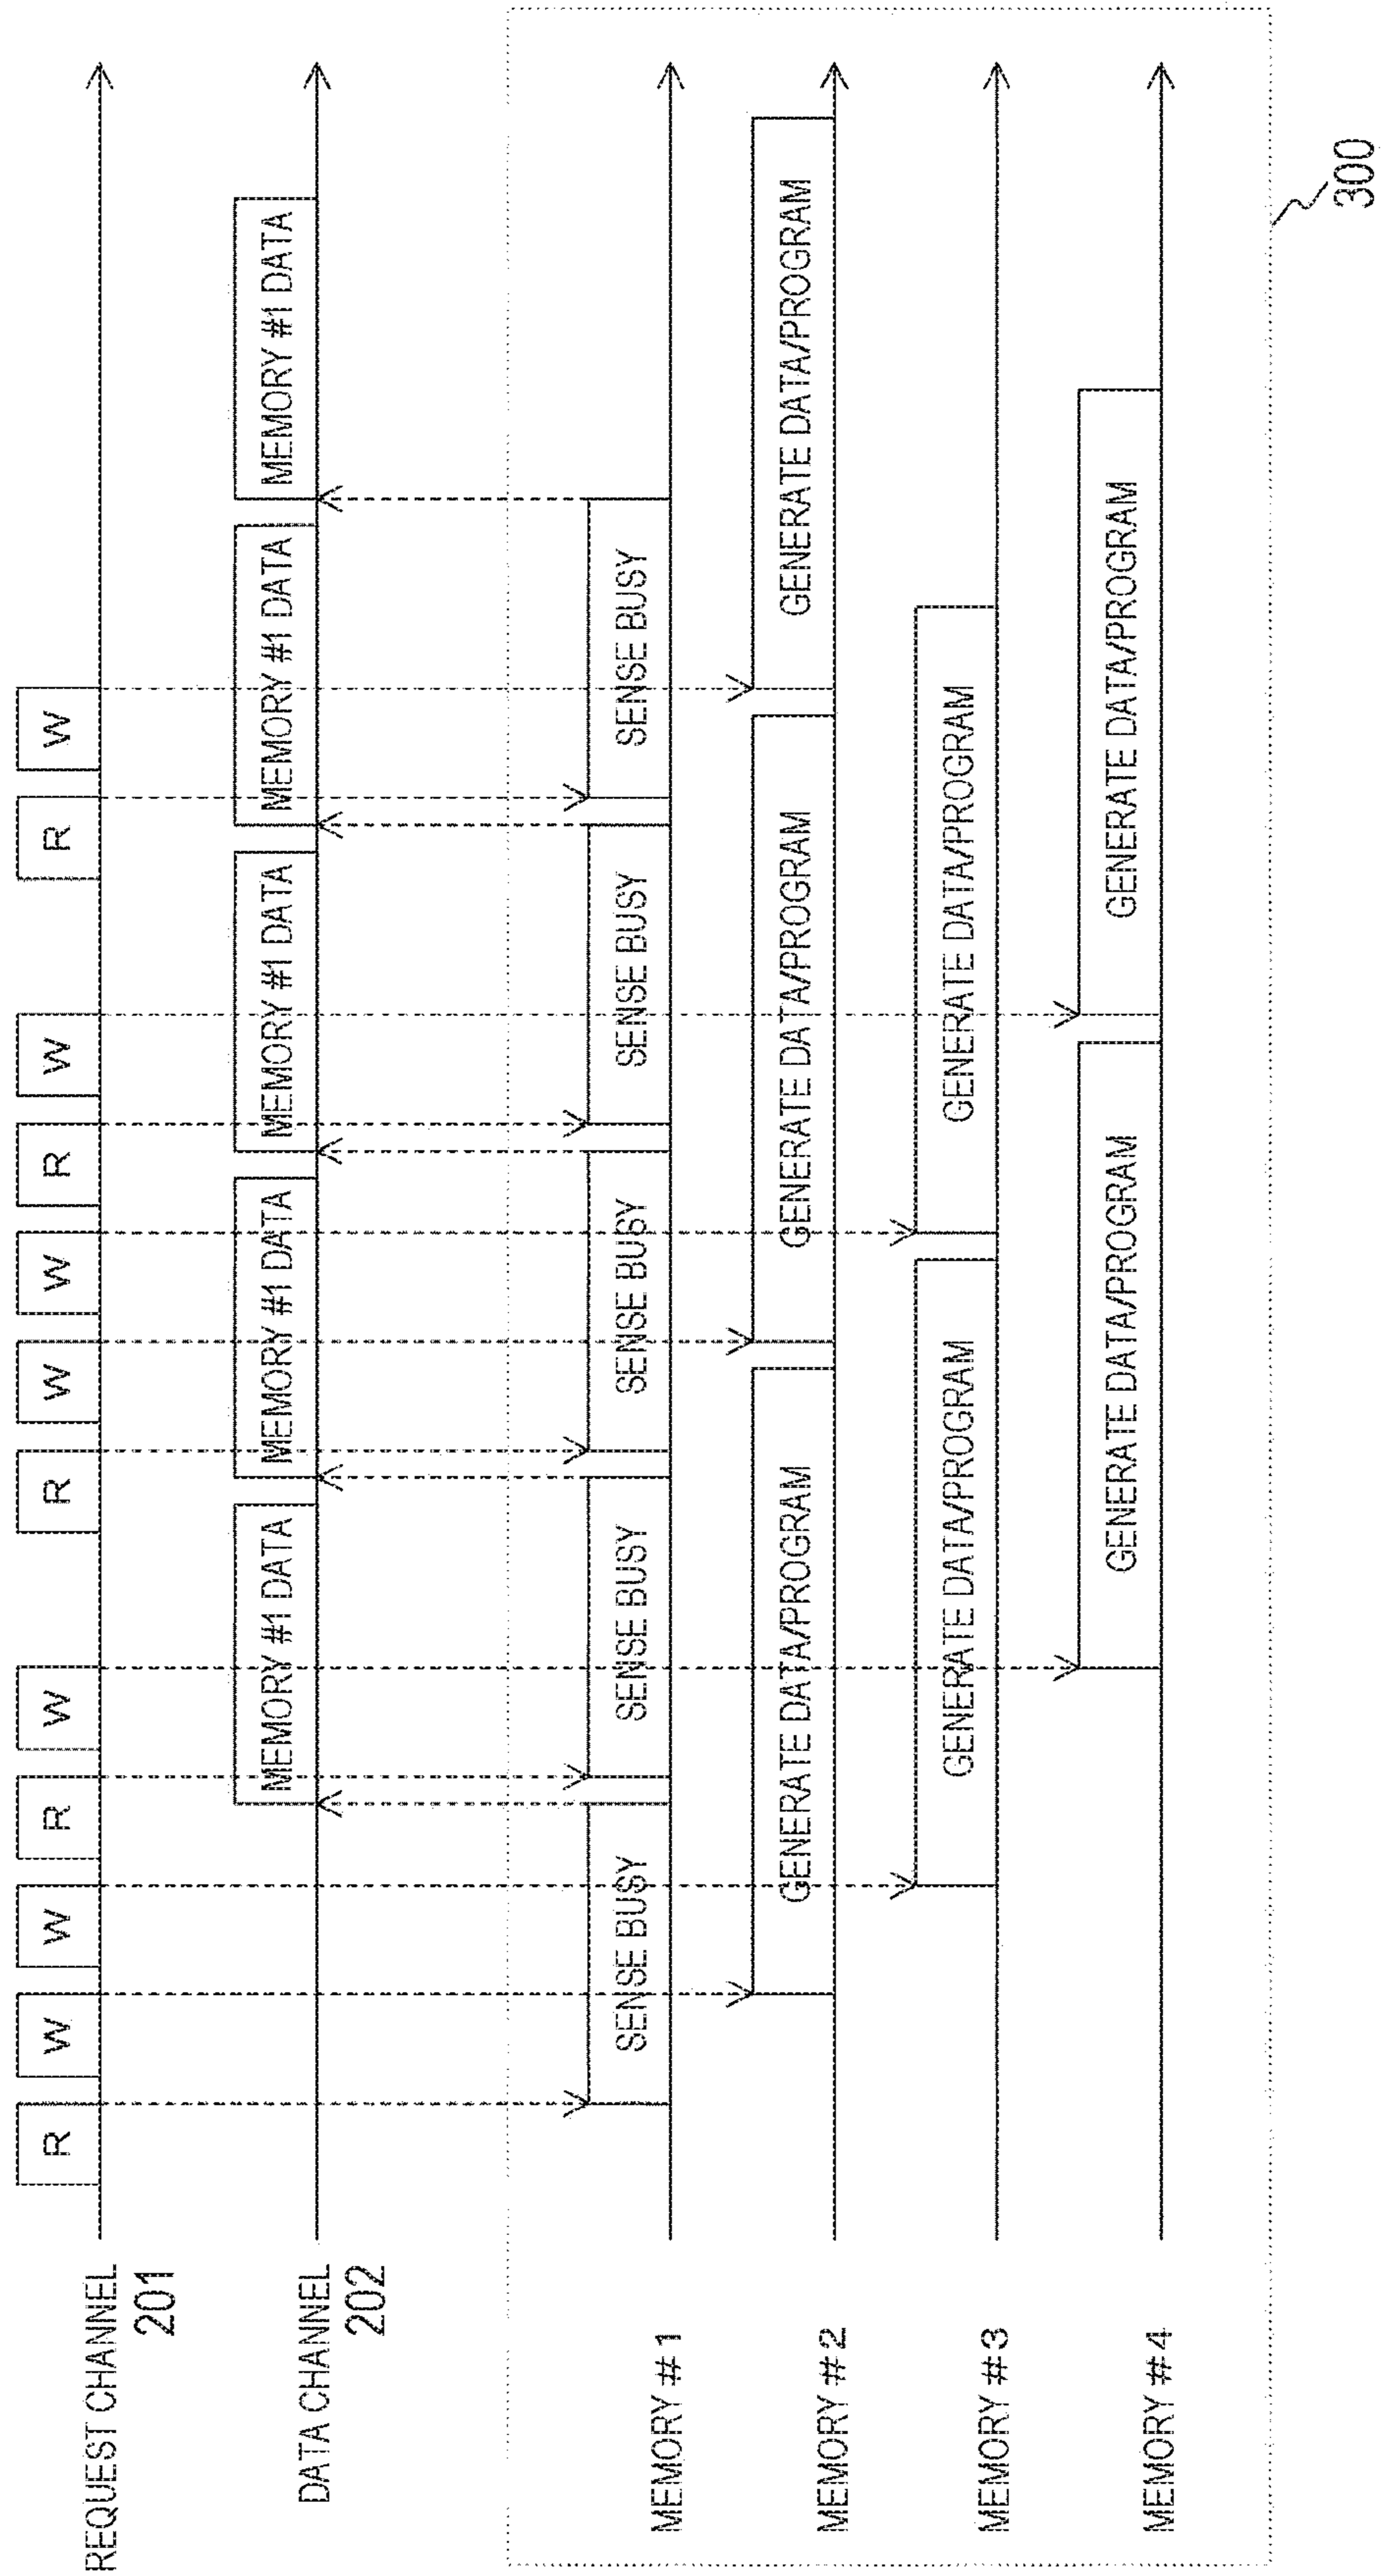 REQUEST CHANNEL
201
R
W
W
R
W
R
W
W
R
W
R
W
DATA CHANNEL
202
MEMORY #1 DATA
MEMORY #1 DATA
MEMORY #1 DATA
MEMORY #1 DATA
MEMORY #1 DATA
MEMORY #1
SENSE BUSY
SENSE BUSY
SENSE BUSY
SENSE BUSY
SENSE BUSY
MEMORY #2
GENERATE DATA/PROGRAM
GENERATE DATA/PROGRAM
GENERATE DATA/PROGRAM
MEMORY #3
GENERATE DATA/PROGRAM
GENERATE DATA/PROGRAM
MEMORY #4
GENERATE DATA/PROGRAM
GENERATE DATA/PROGRAM
300